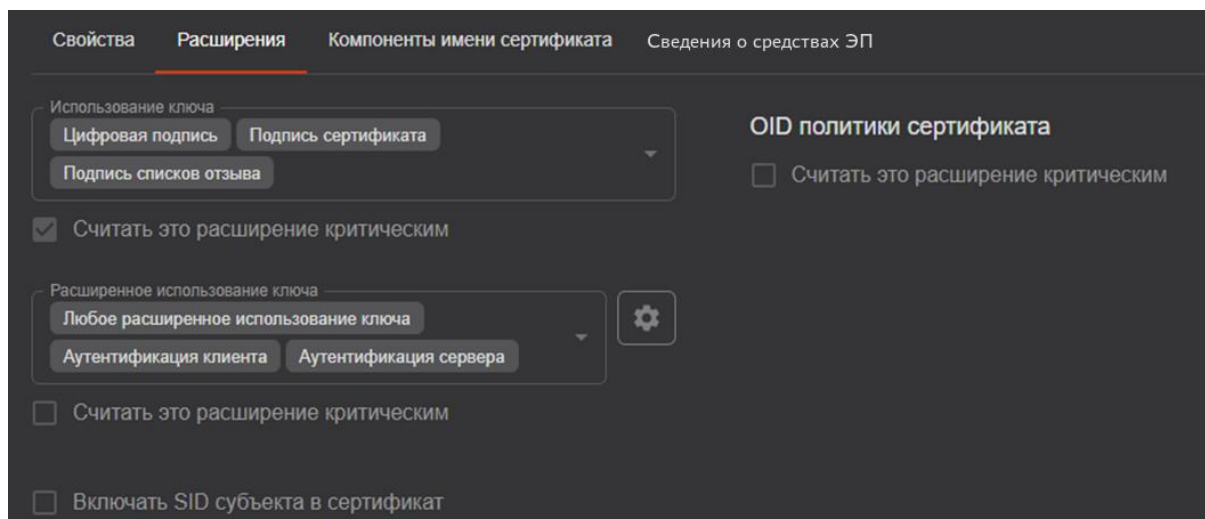 Свойства Расширения Компоненты имени сертификата Сведения о средствах ЭП
Использование ключа
Цифровая подпись Подпись сертификата
Подпись списков отзыва
Считать это расширение критическим
Расширенное использование ключа
Любое расширенное использование ключа
Аутентификация клиента Аутентификация сервера
Считать это расширение критическим
Включать SID субъекта в сертификат
OID политики сертификата
Считать это расширение критическим